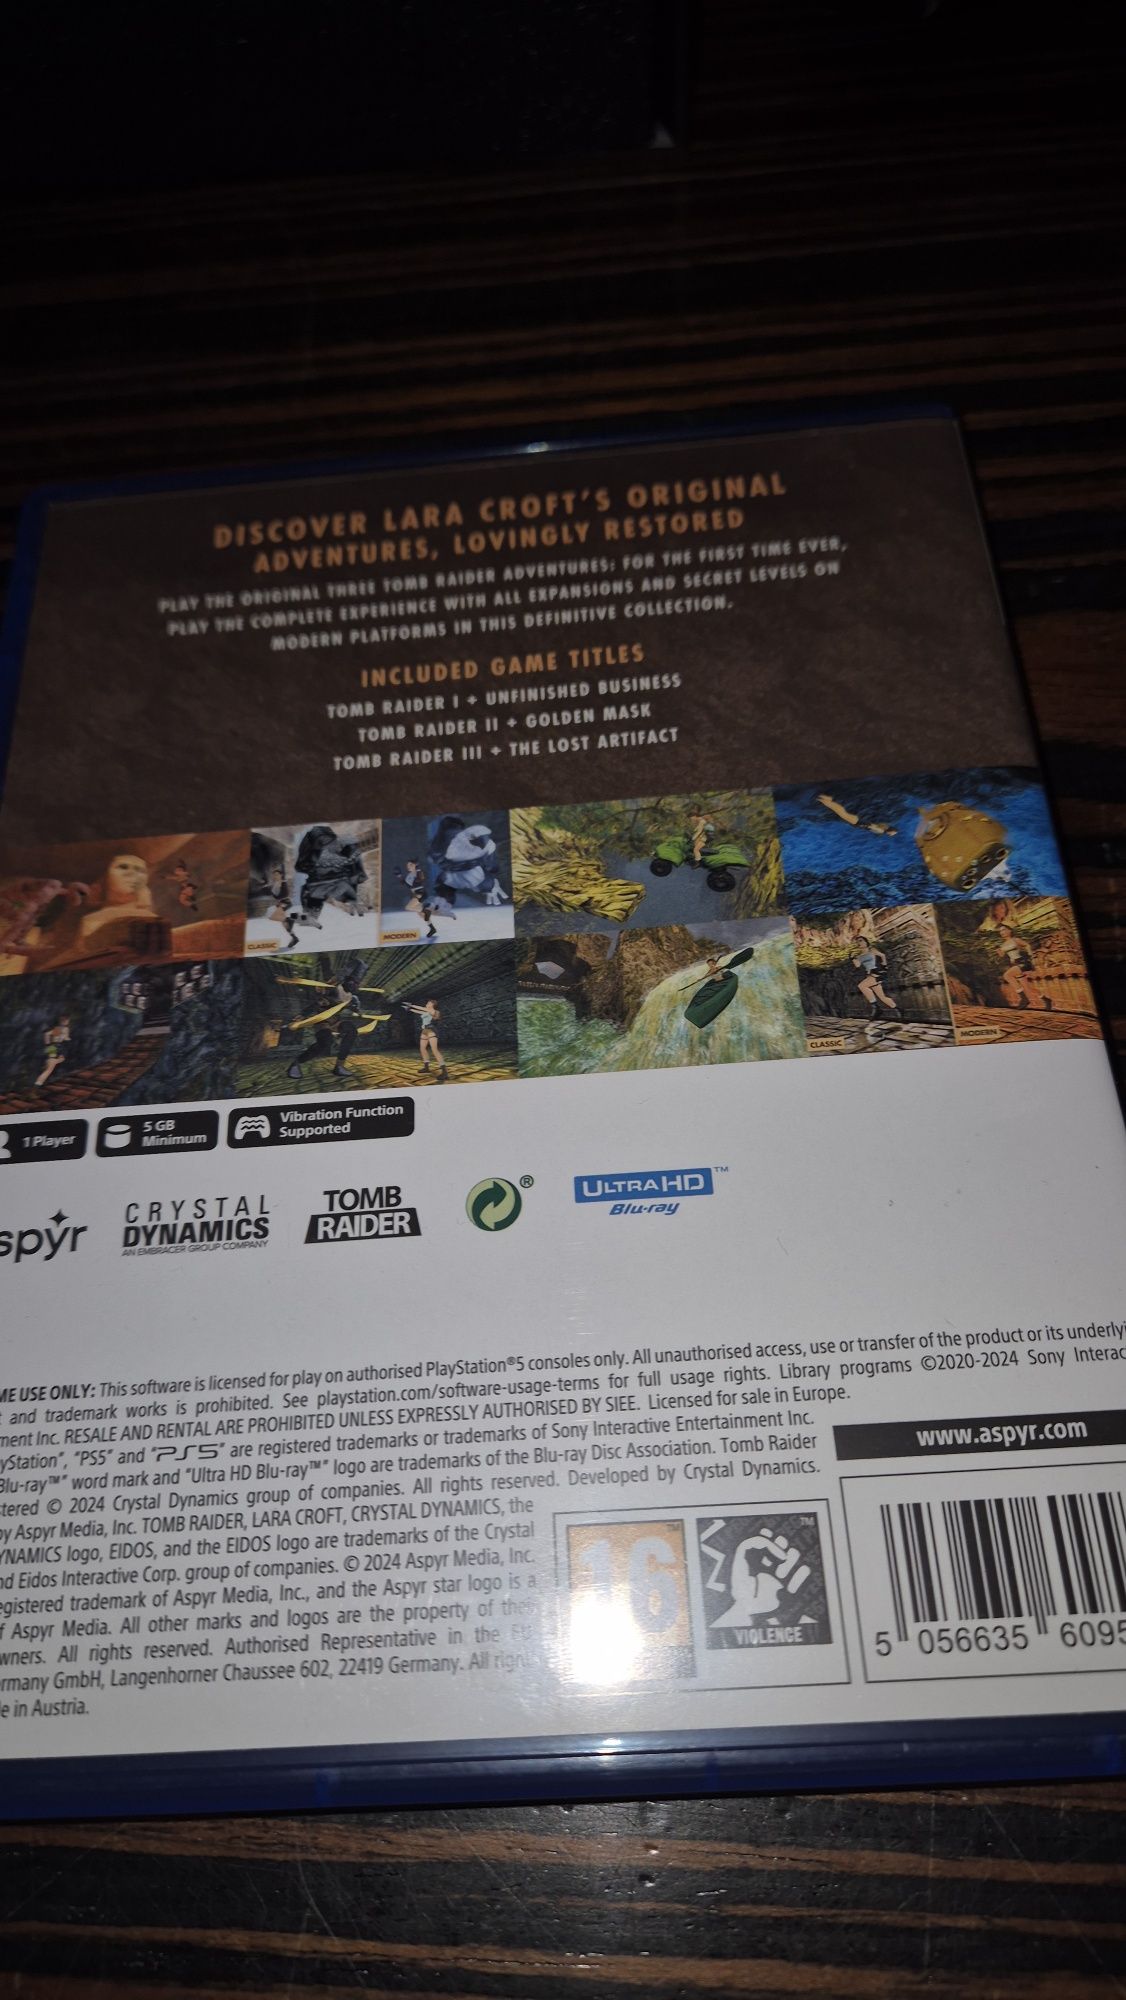 DISCOVER LARA CROFT'S ORIGINAL
ADVENTURES, LOVINGLY RESTORED
PLAY THE ORIGINAL THREE TOMB RAIDER ADVENTURES: FOR THE FIRST TIME EVER,
PLAY THE COMPLETE EXPERIENCE WITH ALL EXPANSIONS AND SECRET LEVELS ON
MODERN PLATFORMS IN THIS DEFINITIVE COLLECTION.
INCLUDED GAME TITLES
TOMB RAIDER I + UNFINISHED BUSINESS
TOMB RAIDER II + GOLDEN MASK
TOMB RAIDER III + THE LOST ARTIFACT
CLASSIC
MODERN
CLASSIC
MODERN
1 Player
5 GB
Minimum
Vibration Function
Supported
spyr
CRYSTAL
DYNAMICS
AN EMBRACER GROUP COMPANY
TOMB
RAIDER
®
ULTRA HD™
Blu-ray
ME USE ONLY: This software is licensed for play on authorised PlayStation®5 consoles only. All unauthorised access, use or transfer of the product or its underlyi
and trademark works is prohibited. See playstation.com/software-usage-terms for full usage rights. Library programs ©2020-2024 Sony Interac
ment Inc. RESALE AND RENTAL ARE PROHIBITED UNLESS EXPRESSLY AUTHORISED BY SIEE. Licensed for sale in Europe.
yStation", "PS5" and "PS5" are registered trademarks or trademarks of Sony Interactive Entertainment Inc.
Blu-ray™" word mark and "Ultra HD Blu-ray™" logo are trademarks of the Blu-ray Disc Association. Tomb Raider
stered © 2024 Crystal Dynamics group of companies. All rights reserved. Developed by Crystal Dynamics.
by Aspyr Media, Inc. TOMB RAIDER, LARA CROFT, CRYSTAL DYNAMICS, the
YNAMICS logo, EIDOS, and the EIDOS logo are trademarks of the Crystal
nd Eidos Interactive Corp. group of companies. © 2024 Aspyr Media, Inc.
egistered trademark of Aspyr Media, Inc., and the Aspyr star logo is a
f Aspyr Media. All other marks and logos are the property of
wners. All rights reserved. Authorised Representative in the EU
rmany GmbH, Langenhorner Chaussee 602, 22419 Germany. All
e in Austria.
www.aspyr.com
16™
VIOLENCE
™
5 056635 6095